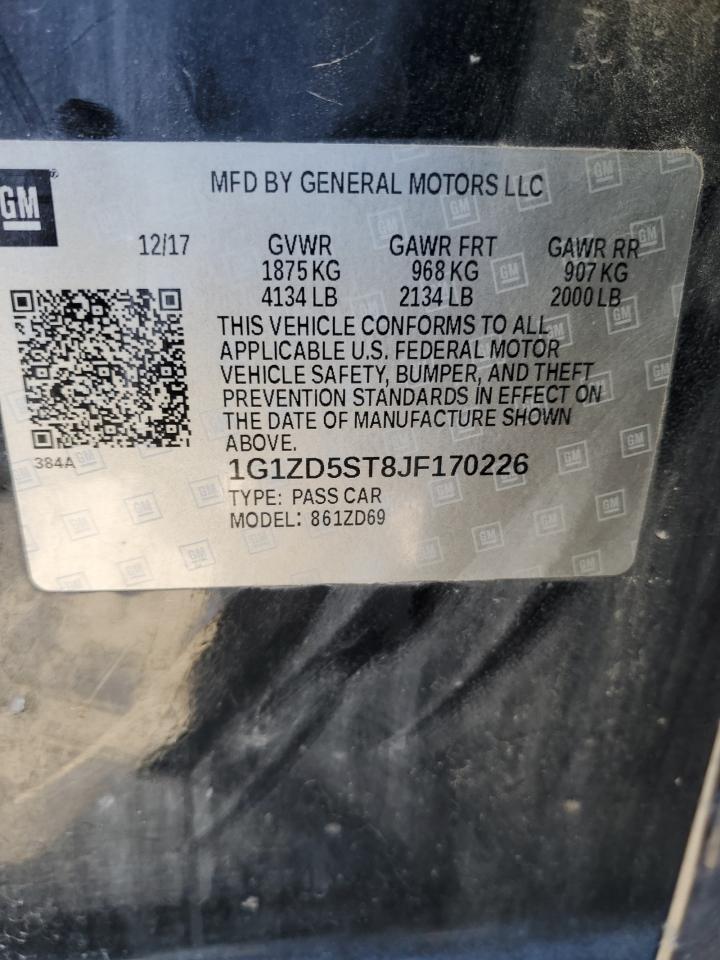 GM
MFD BY GENERAL MOTORS LLC
12/17 GVWR GAWR FRT GAWR RR
1875 KG 968 KG 907 KG
4134 LB 2134 LB 2000 LB
THIS VEHICLE CONFORMS TO ALL
APPLICABLE U.S. FEDERAL MOTOR
VEHICLE SAFETY, BUMPER, AND THEFT
PREVENTION STANDARDS IN EFFECT ON
THE DATE OF MANUFACTURE SHOWN
ABOVE.
384A
1G1ZD5ST8JF170226
TYPE: PASS CAR
MODEL: 861ZD69